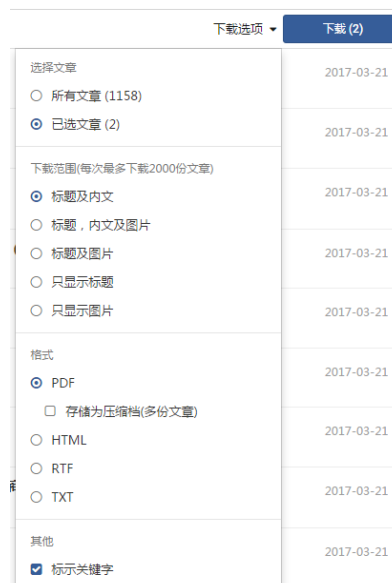 下载选项
下载 (2)
选择文章
所有文章 (1158)
已选文章 (2)
下载范围(每次最多下载2000份文章)
标题及内文
标题，内文及图片
标题及图片
只显示标题
只显示图片
格式
PDF
存储为压缩档(多份文章)
HTML
RTF
TXT
其他
标示关键字
2017-03-21
2017-03-21
2017-03-21
2017-03-21
2017-03-21
2017-03-21
2017-03-21
2017-03-21
2017-03-21